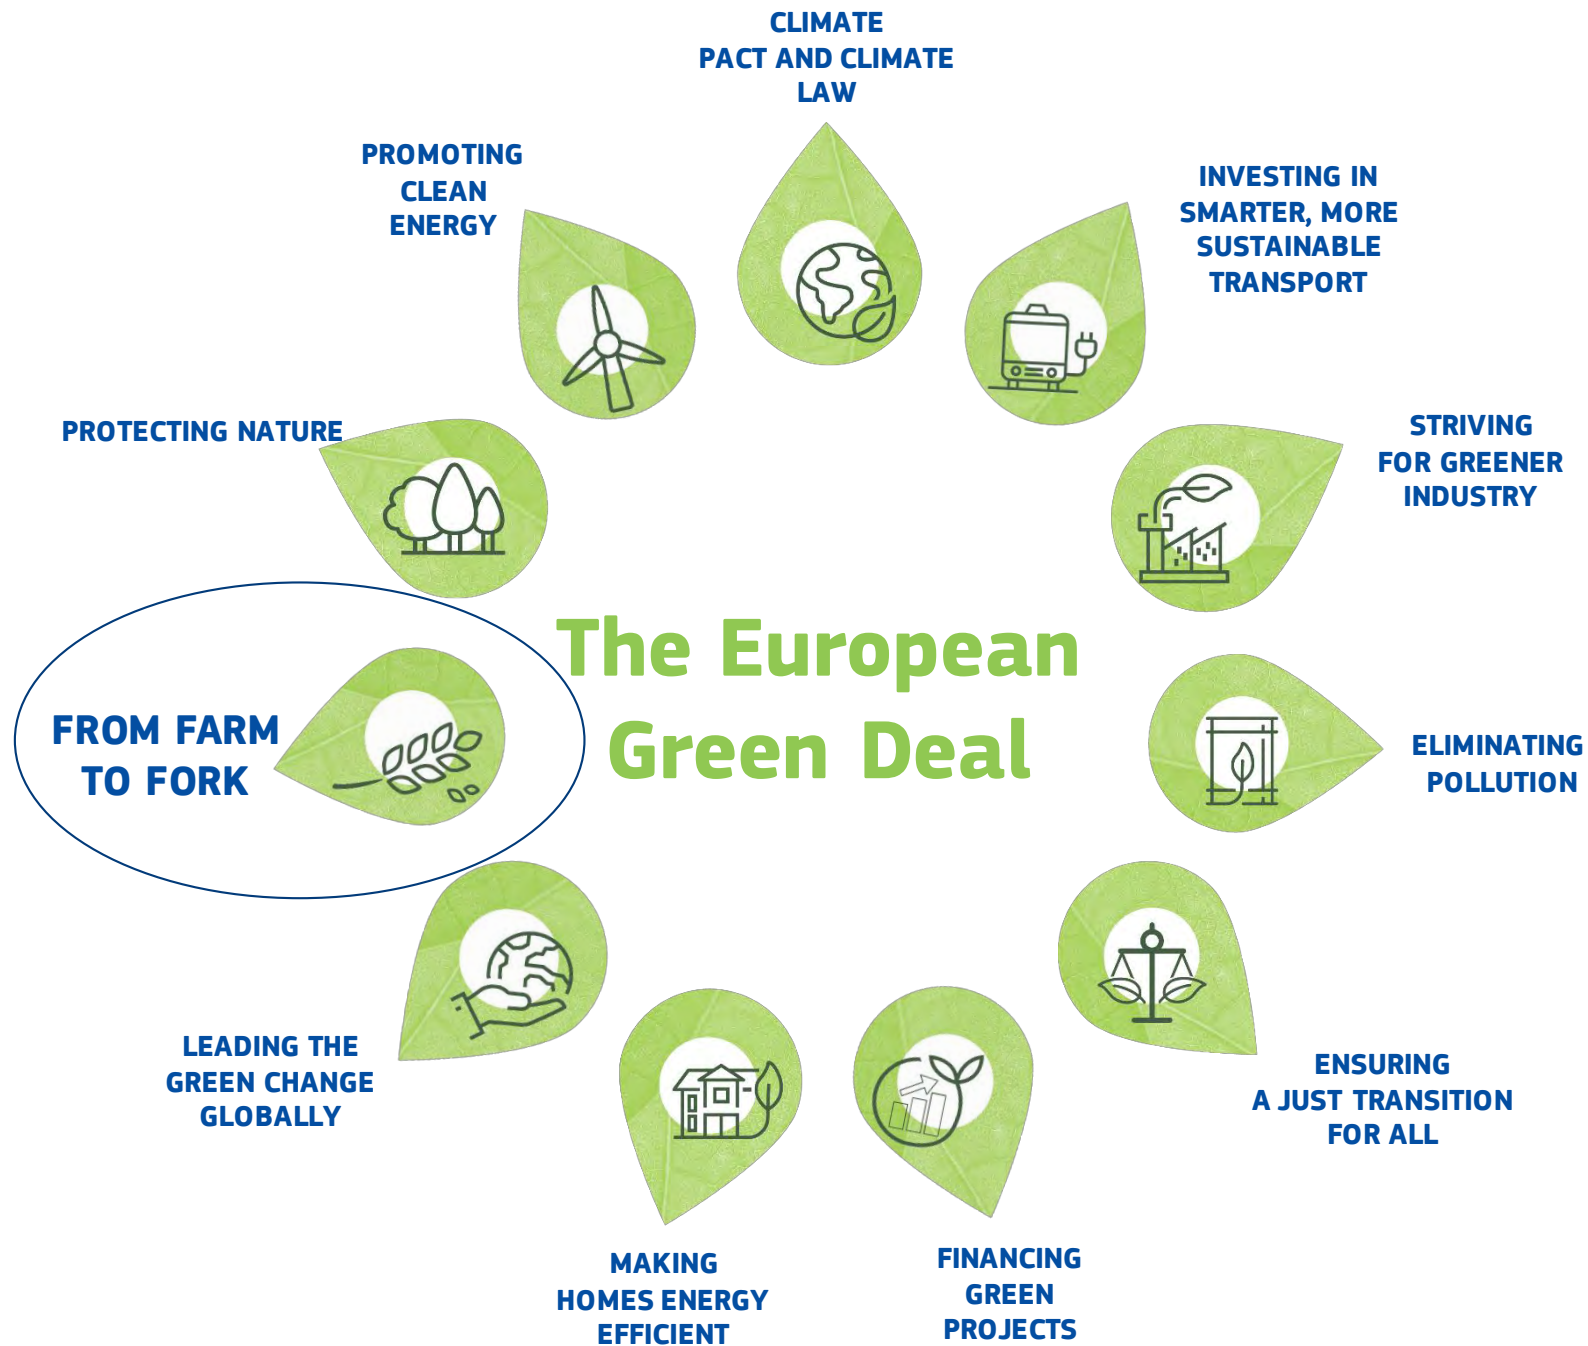 CLIMATE
PACT AND CLIMATE
LAW
PROMOTING
CLEAN
ENERGY
INVESTING IN
SMARTER, MORE
SUSTAINABLE
TRANSPORT
PROTECTING NATURE
STRIVING
FOR GREENER
INDUSTRY
The European
Green Deal
FROM FARM
TO FORK
ELIMINATING
POLLUTION
LEADING THE
GREEN CHANGE
GLOBALLY
ENSURING
A JUST TRANSITION
FOR ALL
MAKING
HOMES ENERGY
EFFICIENT
FINANCING
GREEN
PROJECTS